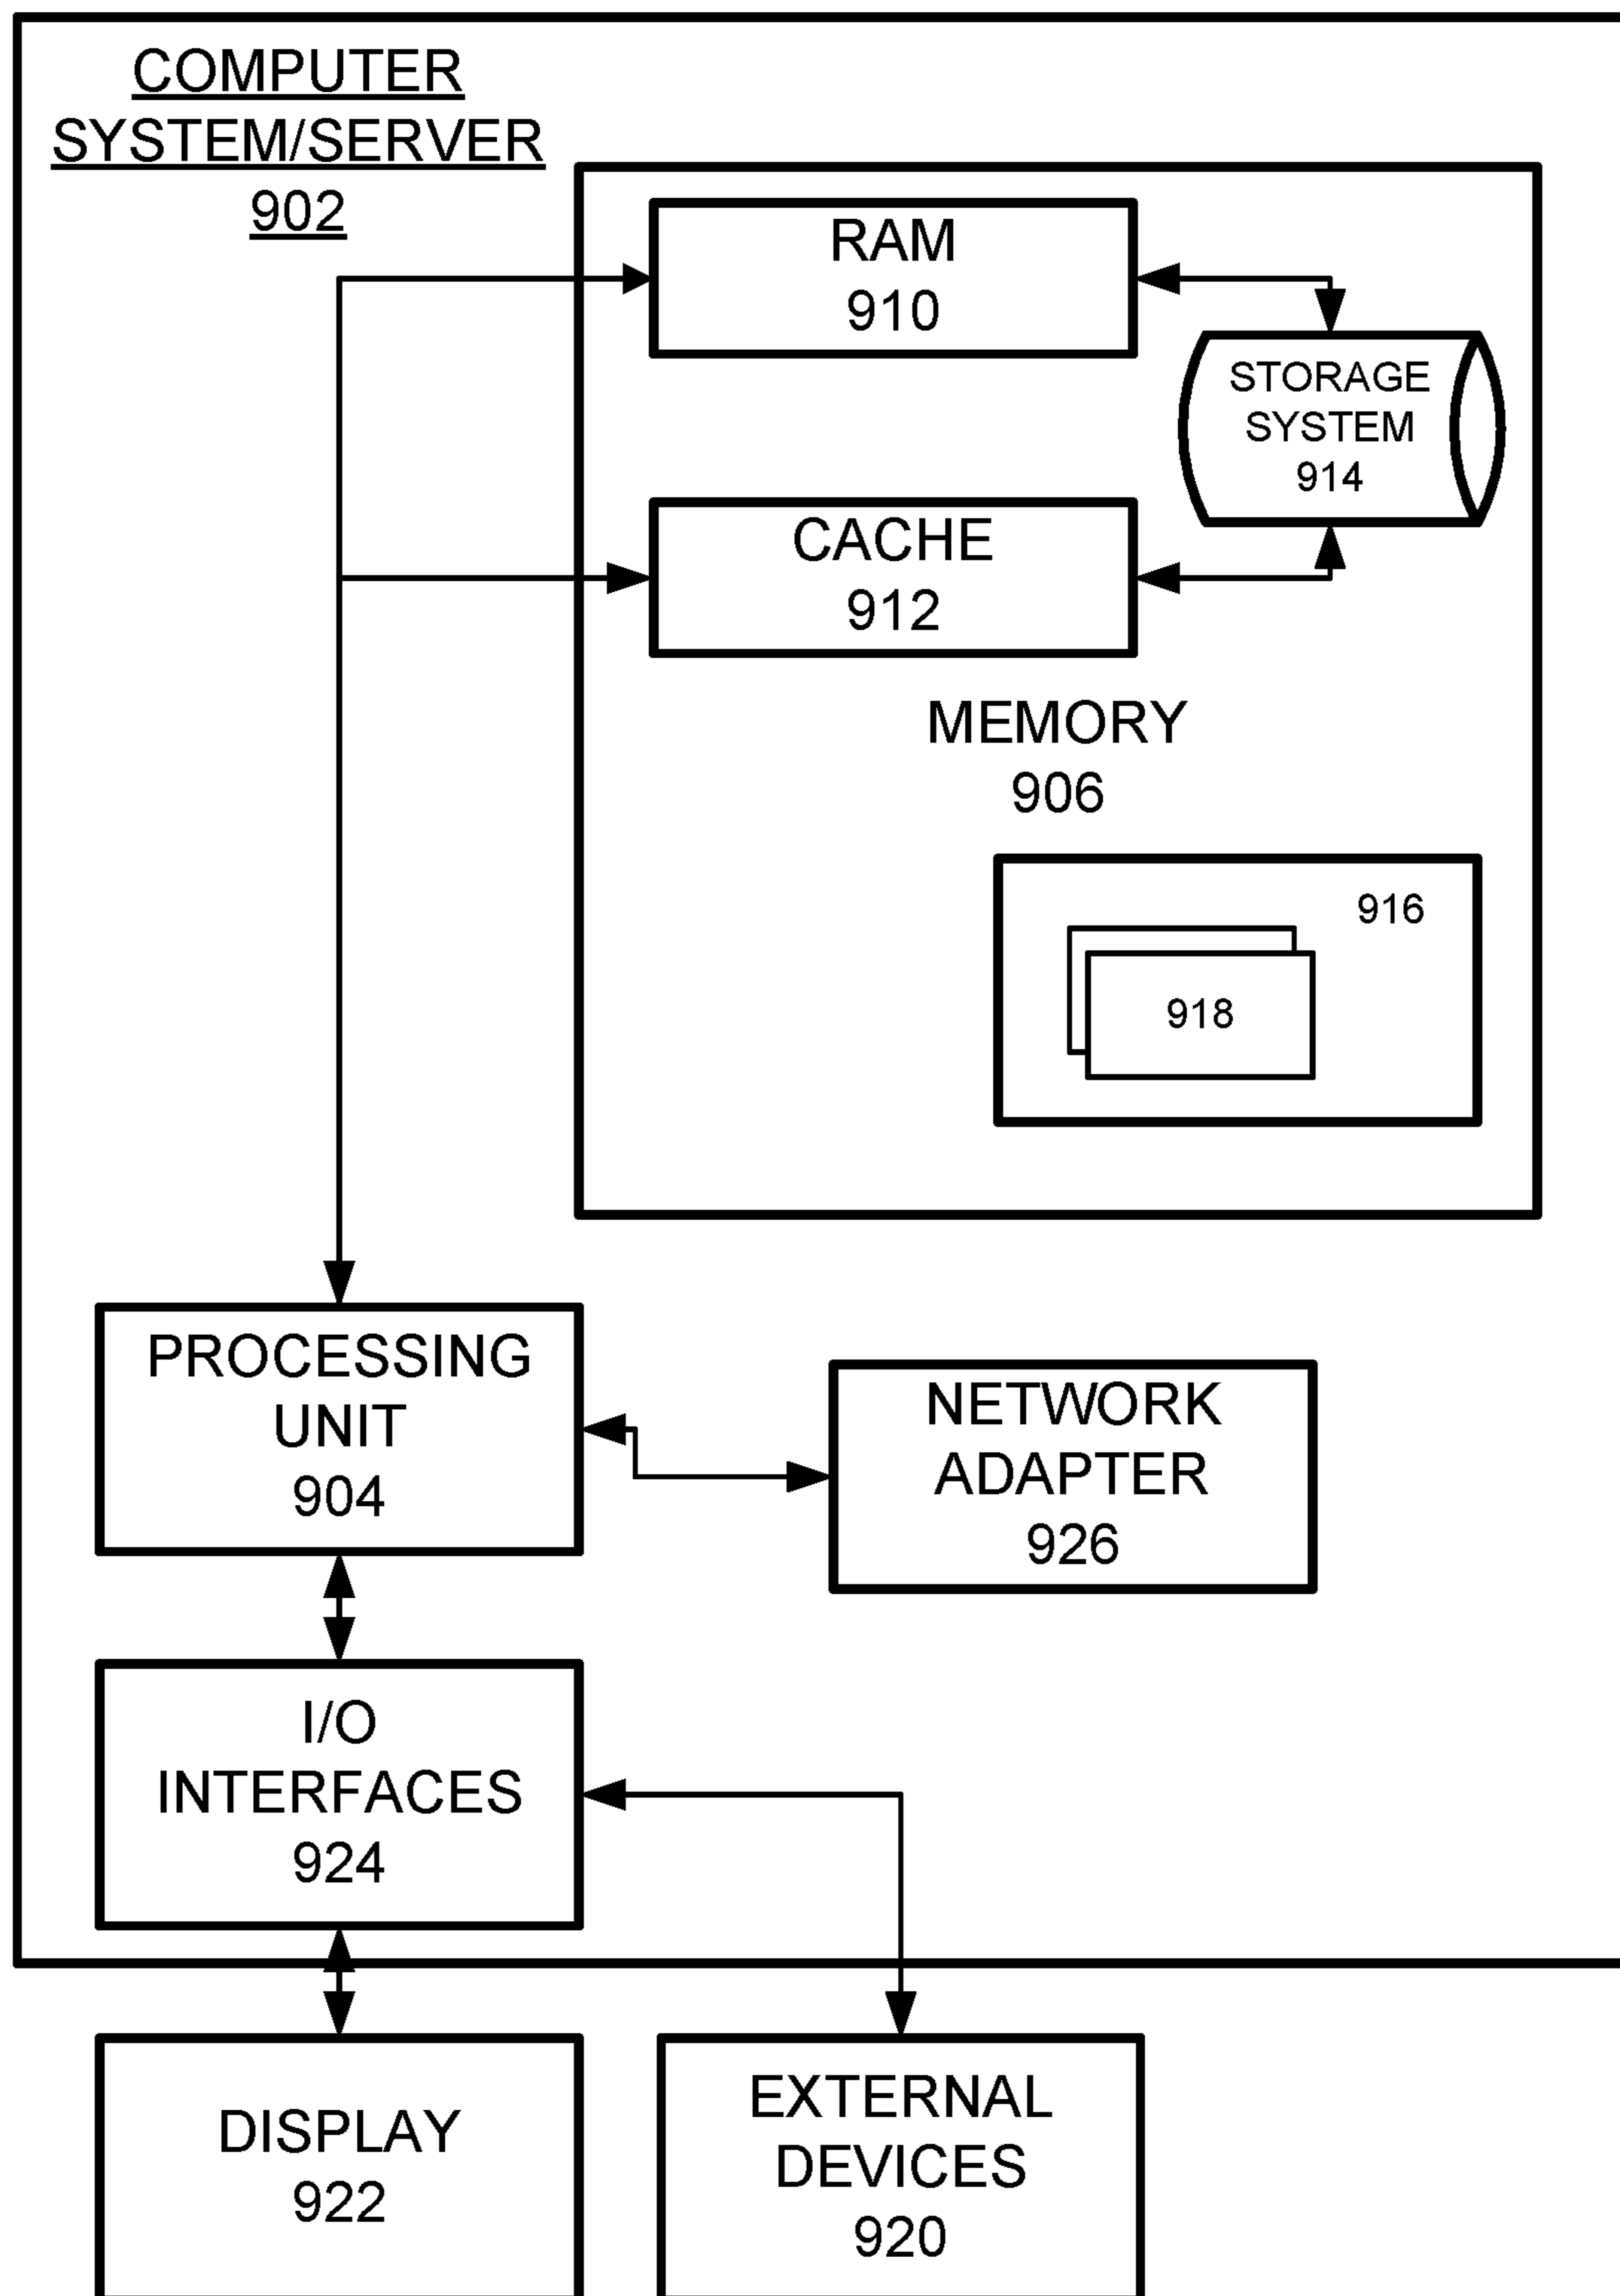 COMPUTER
SYSTEM/SERVER
902
RAM
910
STORAGE
SYSTEM
914
CACHE
912
MEMORY
906
916
918
PROCESSING
UNIT
904
NETWORK
ADAPTER
926
I/O
INTERFACES
924
DISPLAY
922
EXTERNAL
DEVICES
920